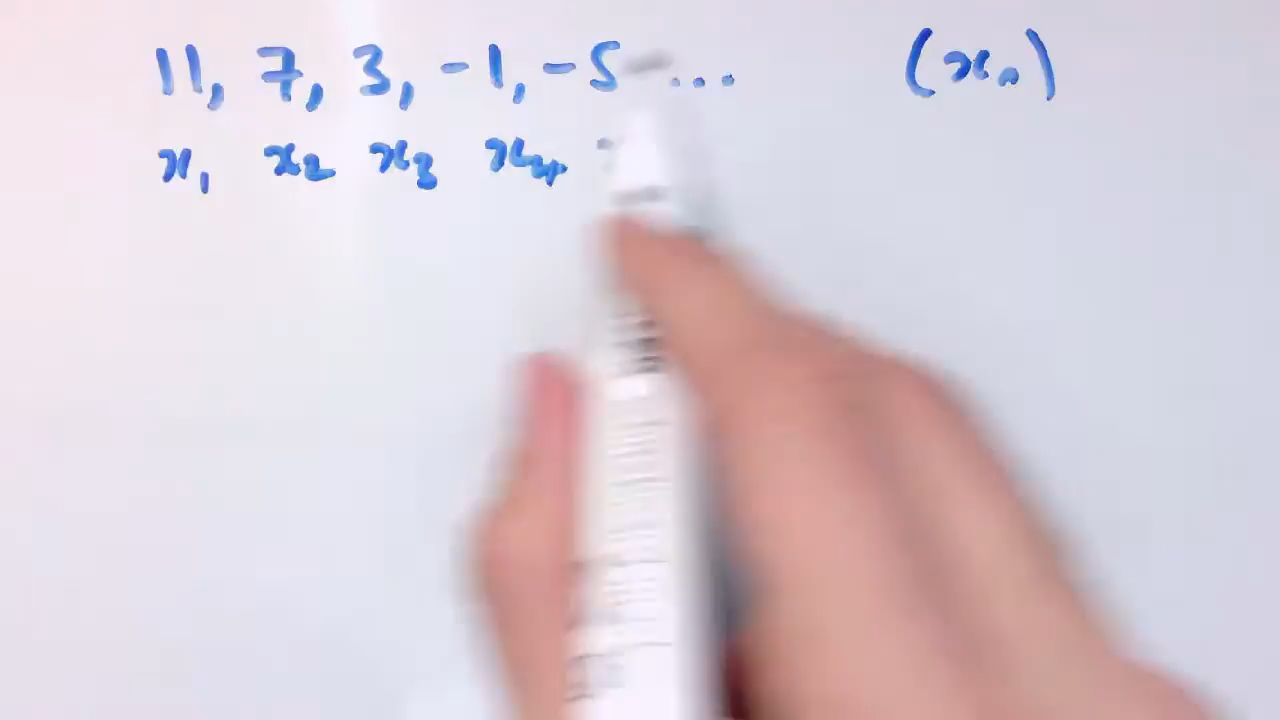 11, 7, 3, -1, -5 ... (xₙ)
x₁ x₂ x₃ x₄